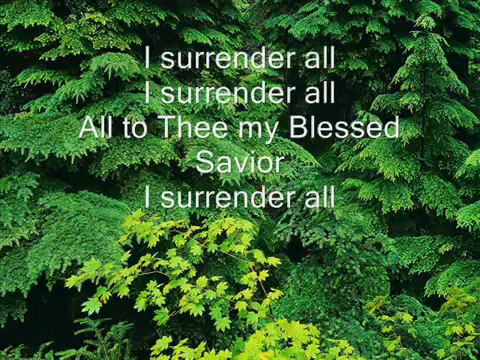 I surrender all
I surrender all
All to Thee my Blessed
Savior
I surrender all